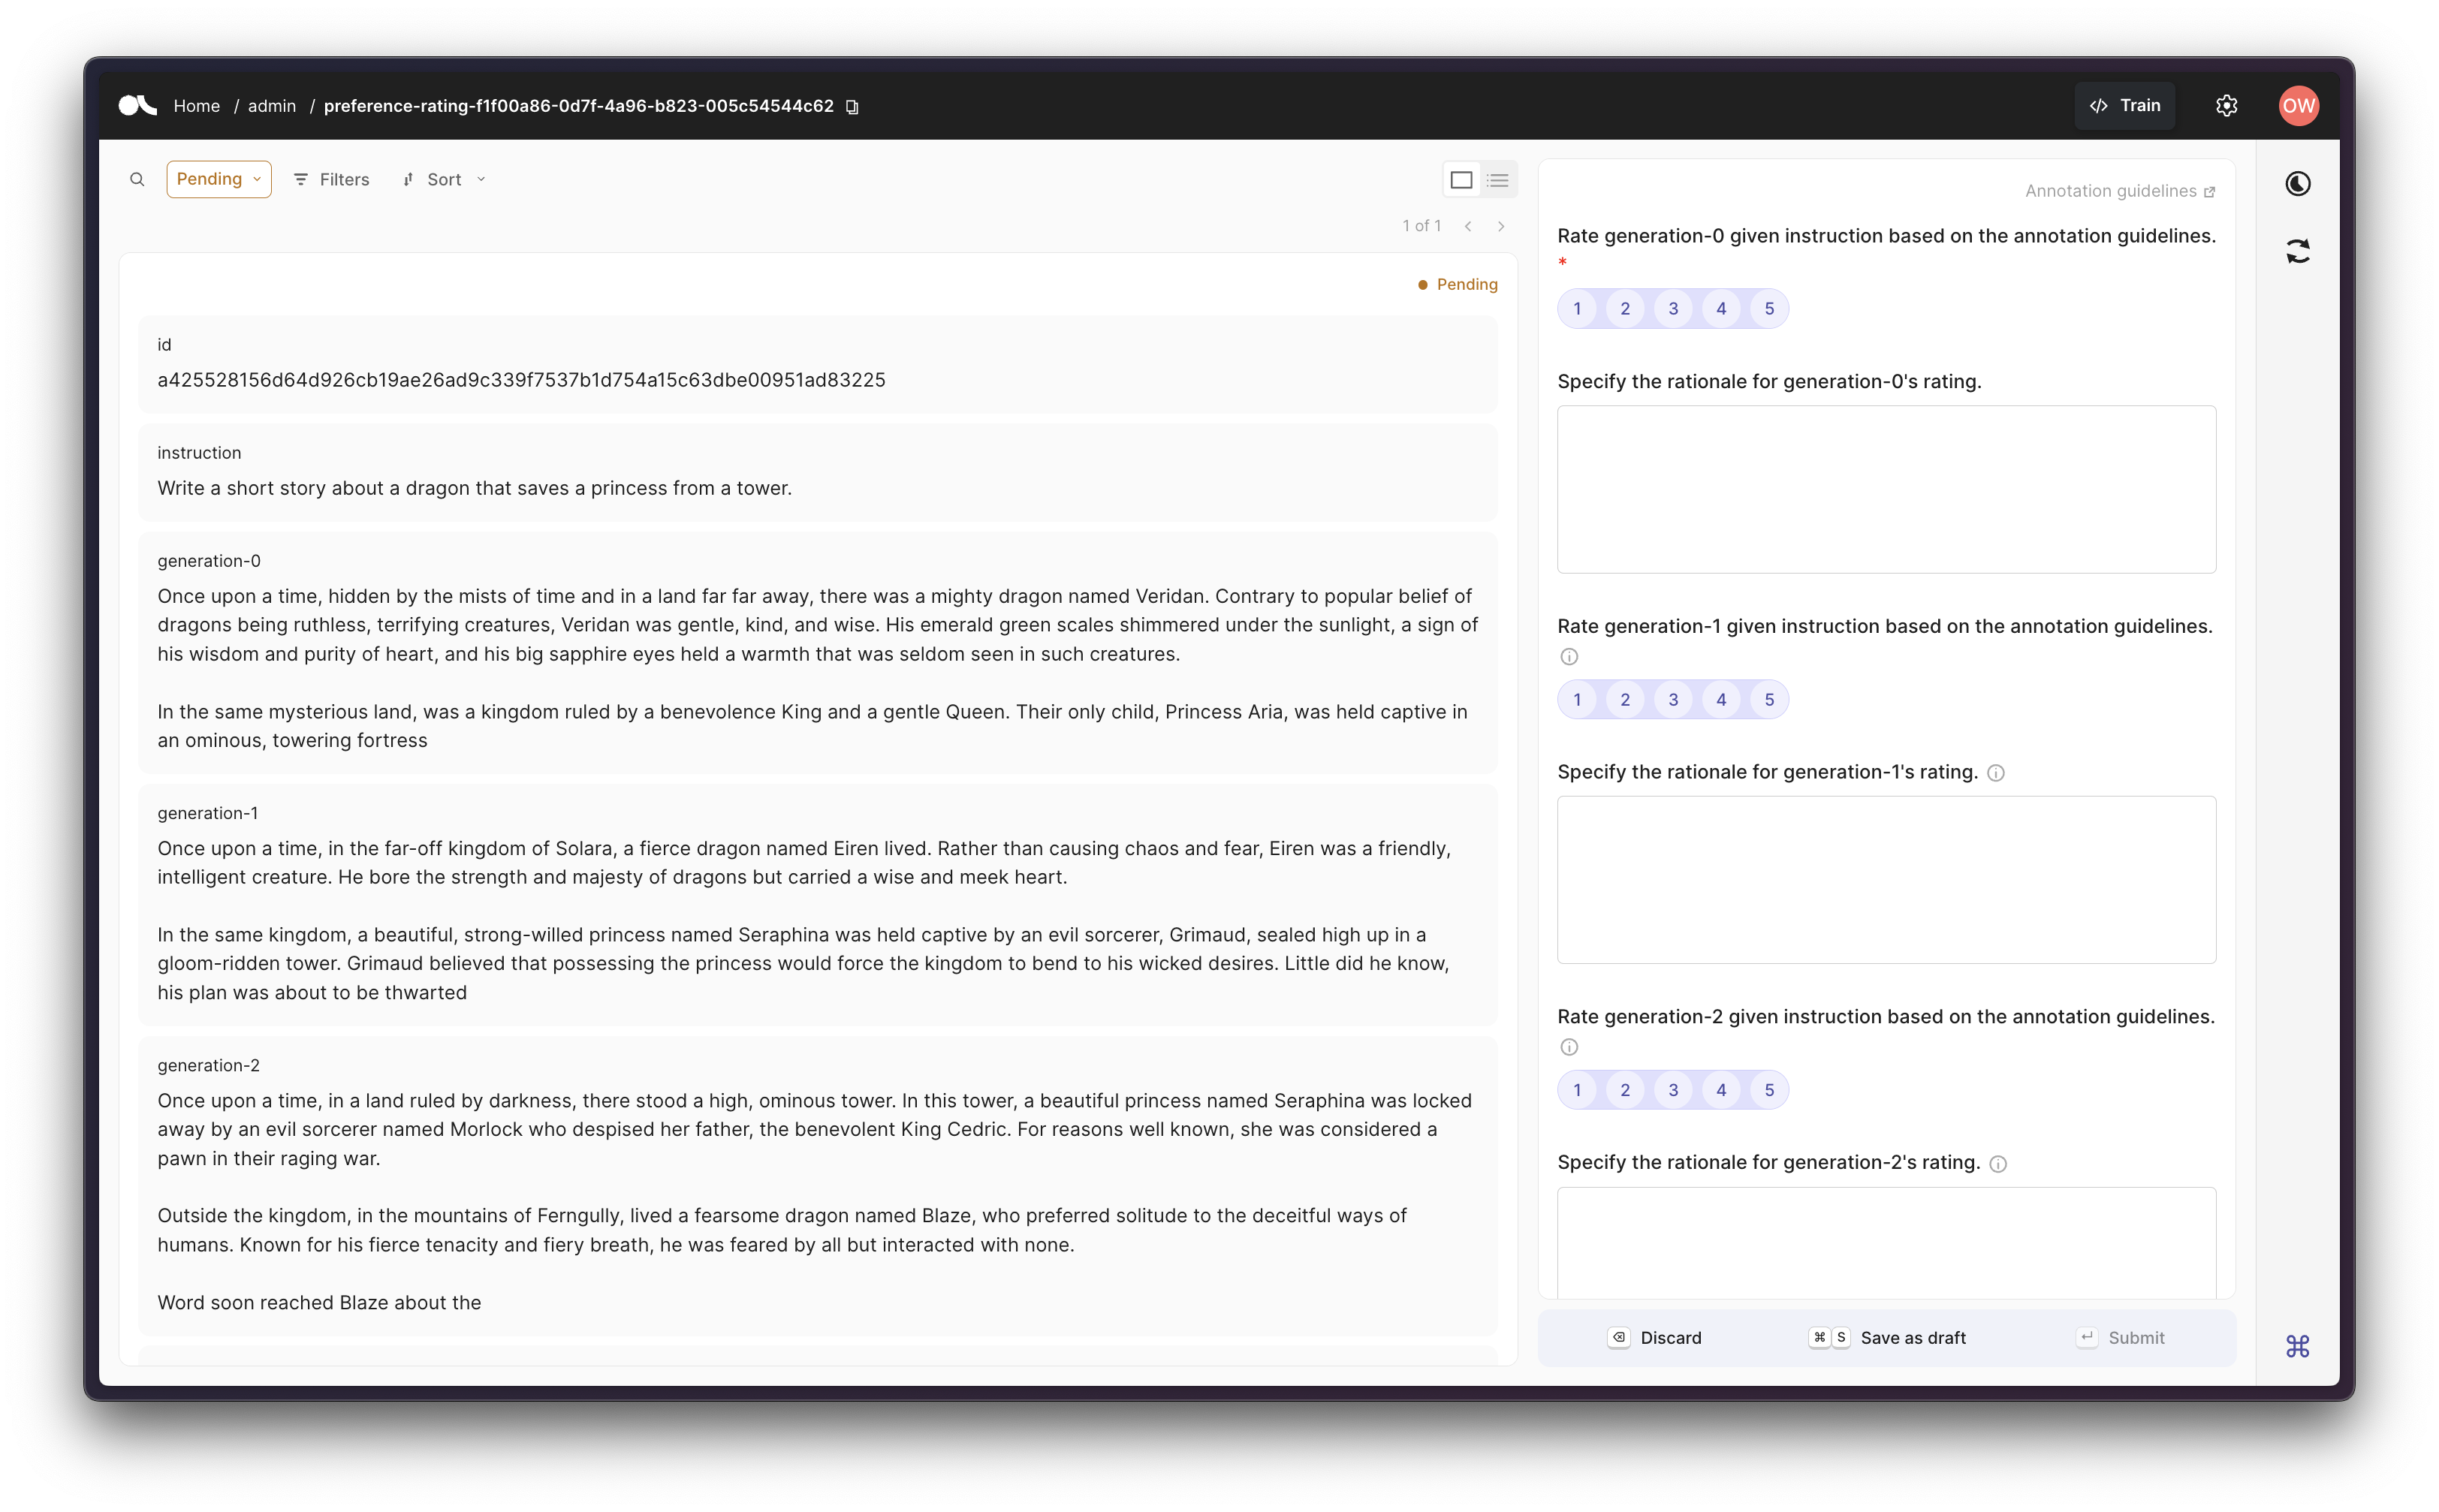 Home / admin / preference-rating-f1f00a86-0d7f-4a96-b823-005c54544c62
Train
OW
Pending
Filters
Sort
1 of 1
Pending
id
a425528156d64d926cb19ae26ad9c339f7537b1d754a15c63dbe00951ad83225
instruction
Write a short story about a dragon that saves a princess from a tower.
generation-0
Once upon a time, hidden by the mists of time and in a land far far away, there was a mighty dragon named Veridan. Contrary to popular belief of
dragons being ruthless, terrifying creatures, Veridan was gentle, kind, and wise. His emerald green scales shimmered under the sunlight, a sign of
his wisdom and purity of heart, and his big sapphire eyes held a warmth that was seldom seen in such creatures.
In the same mysterious land, was a kingdom ruled by a benevolence King and a gentle Queen. Their only child, Princess Aria, was held captive in
an ominous, towering fortress
generation-1
Once upon a time, in the far-off kingdom of Solara, a fierce dragon named Eiren lived. Rather than causing chaos and fear, Eiren was a friendly,
intelligent creature. He bore the strength and majesty of dragons but carried a wise and meek heart.
In the same kingdom, a beautiful, strong-willed princess named Seraphina was held captive by an evil sorcerer, Grimaud, sealed high up in a
gloom-ridden tower. Grimaud believed that possessing the princess would force the kingdom to bend to his wicked desires. Little did he know,
his plan was about to be thwarted
generation-2
Once upon a time, in a land ruled by darkness, there stood a high, ominous tower. In this tower, a beautiful princess named Seraphina was locked
away by an evil sorcerer named Morlock who despised her father, the benevolent King Cedric. For reasons well known, she was considered a
pawn in their raging war.
Outside the kingdom, in the mountains of Ferngully, lived a fearsome dragon named Blaze, who preferred solitude to the deceitful ways of
humans. Known for his fierce tenacity and fiery breath, he was feared by all but interacted with none.
Word soon reached Blaze about the
Annotation guidelines
Rate generation-0 given instruction based on the annotation guidelines.
*
1 2 3 4 5
Specify the rationale for generation-0's rating.
Rate generation-1 given instruction based on the annotation guidelines.
1 2 3 4 5
Specify the rationale for generation-1's rating.
Rate generation-2 given instruction based on the annotation guidelines.
1 2 3 4 5
Specify the rationale for generation-2's rating.
Discard
⌘ S Save as draft
Submit